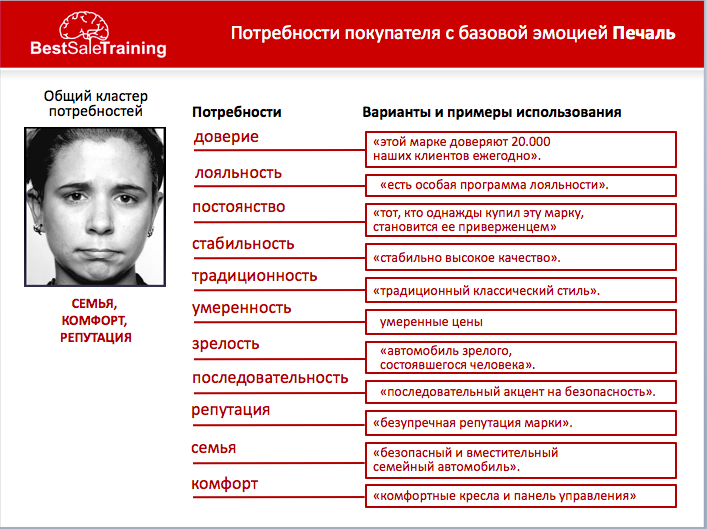 BestSaleTraining
Потребности покупателя с базовой эмоцией Печаль
Общий кластер
потребностей
СЕМЬЯ,
КОМФОРТ,
РЕПУТАЦИЯ
Потребности
Варианты и примеры использования
доверие
«этой марке доверяют 20.000
наших клиентов ежегодно».
лояльность
«есть особая программа лояльности».
постоянство
«тот, кто однажды купил эту марку,
становится ее приверженцем»
стабильность
«стабильно высокое качество».
традиционность
«традиционный классический стиль».
умеренность
умеренные цены
зрелость
«автомобиль зрелого,
состоявшегося человека».
последовательность
«последовательный акцент на безопасность».
репутация
«безупречная репутация марки».
семья
«безопасный и вместительный
семейный автомобиль».
комфорт
«комфортные кресла и панель управления»